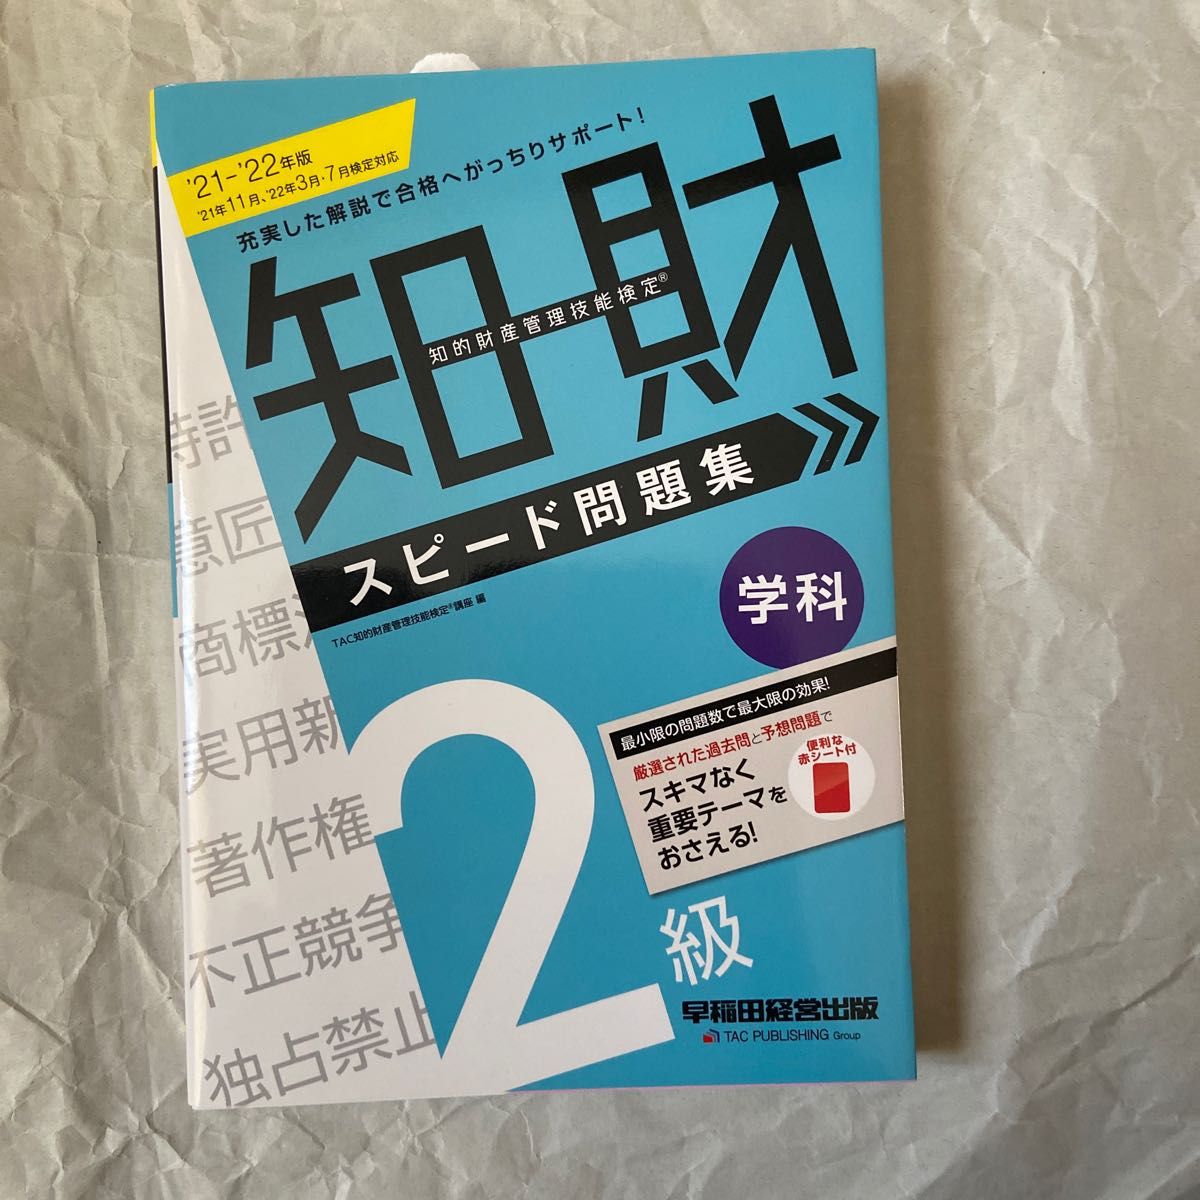 '21-'22年版
'21年11月、'22年3月・7月検定対応
充実した解説で合格へがっちりサポート!
知財
知的財産管理技能検定®
スピード問題集
TAC知的財産管理技能検定®講座 編
学科
特許
意匠
商標法
実用新
著作権
不正競争
独占禁止
最小限の問題数で最大限の効果!
厳選された過去問と予想問題で
スキマなく
重要テーマを
おさえる!
便利な
赤シート付
2級
早稲田経営出版
TAC PUBLISHING Group